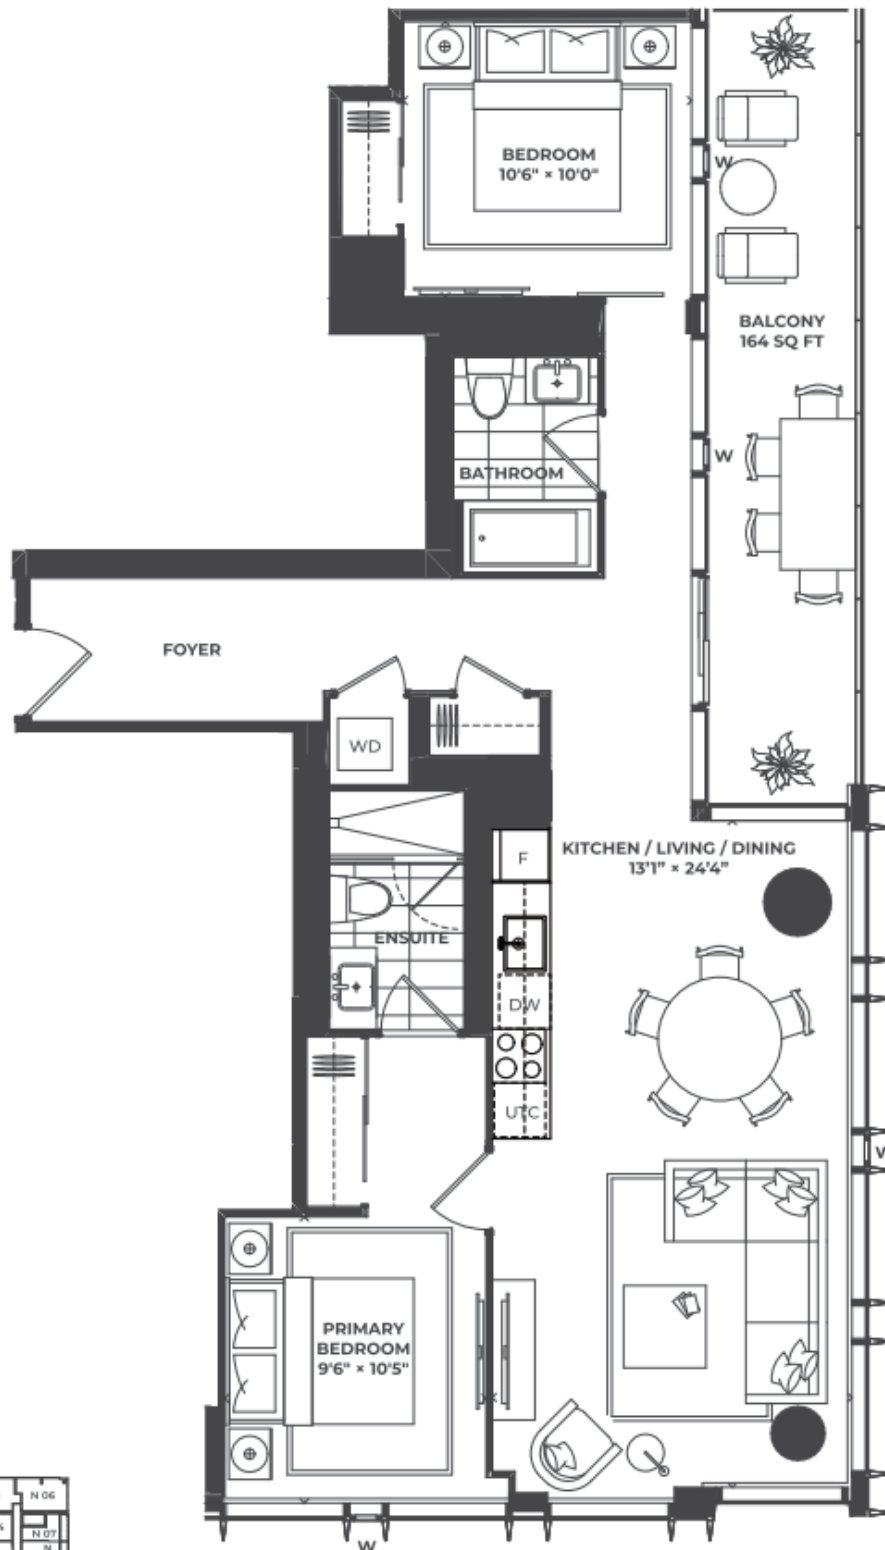 BEDROOM
10'6" × 10'0"
W
BALCONY
164 SQ FT
W
BATHROOM
FOYER
WD
F
KITCHEN / LIVING / DINING
13'1" × 24'4"
ENSUITE
DW
UTC
W
PRIMARY
BEDROOM
9'6" × 10'5"
N 06
N 07
N
W